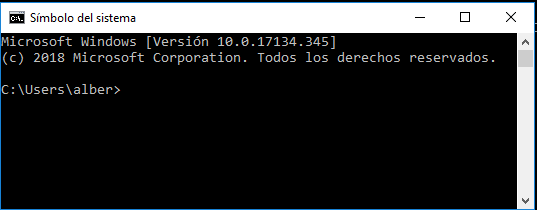 Símbolo del sistema
Microsoft Windows [Versión 10.0.17134.345]
(c) 2018 Microsoft Corporation. Todos los derechos reservados.
C:\Users\alber>